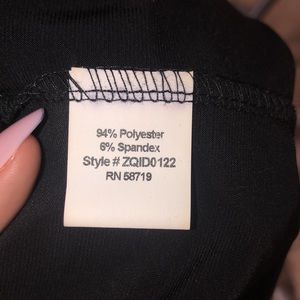 94% Polyester
6% Spandex
Style # ZQID0122
RN 58719